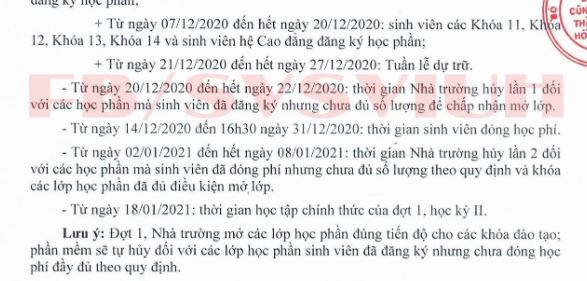 đăng ký học phần;
+ Từ ngày 07/12/2020 đến hết ngày 20/12/2020: sinh viên các Khóa 11, Khóa
12, Khóa 13, Khóa 14 và sinh viên hệ Cao đẳng đăng ký học phần;
+ Từ ngày 21/12/2020 đến hết ngày 27/12/2020: Tuần lễ dự trữ.
- Từ ngày 20/12/2020 đến hết ngày 22/12/2020: thời gian Nhà trường hủy lần 1 đối
với các học phần mà sinh viên đã đăng ký nhưng chưa đủ số lượng để chấp nhận mở lớp.
FB/SVSVIUH
- Từ ngày 14/12/2020 đến 16h30 ngày 31/12/2020: thời gian sinh viên đóng học phí.
- Từ ngày 02/01/2021 đến hết ngày 08/01/2021: thời gian Nhà trường hủy lần 2 đối
với các học phần mà sinh viên đã đóng phí nhưng chưa đủ số lượng theo quy định và khóa
các lớp học phần đã đủ điều kiện mở lớp.
- Từ ngày 18/01/2021: thời gian học tập chính thức của đợt 1, học kỳ II.
Lưu ý: Đợt 1, Nhà trường mở các lớp học phần đúng tiến độ cho các khóa đào tạo;
phần mềm sẽ tự hủy đối với các lớp học phần sinh viên đã đăng ký nhưng chưa đóng học
phí đầy đủ theo quy định.